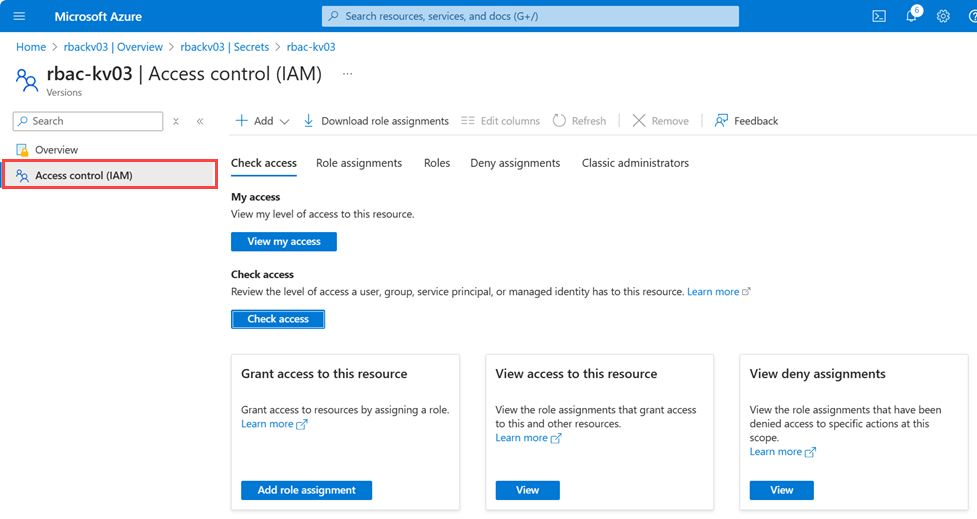 Microsoft Azure
Search resources, services, and docs (G+/)
6
Home > rbackv03 | Overview > rbackv03 | Secrets > rbac-kv03
rbac-kv03 | Access control (IAM) ...
Versions
Search
Add
Download role assignments
Edit columns
Refresh
Remove
Feedback
Overview
Access control (IAM)
Check access
Role assignments
Roles
Deny assignments
Classic administrators
My access
View my level of access to this resource.
View my access
Check access
Review the level of access a user, group, service principal, or managed identity has to this resource. Learn more
Check access
Grant access to this resource
Grant access to resources by assigning a role.
Learn more
Add role assignment
View access to this resource
View the role assignments that grant access
to this and other resources.
Learn more
View
View deny assignments
View the role assignments that have been
denied access to specific actions at this
scope.
Learn more
View